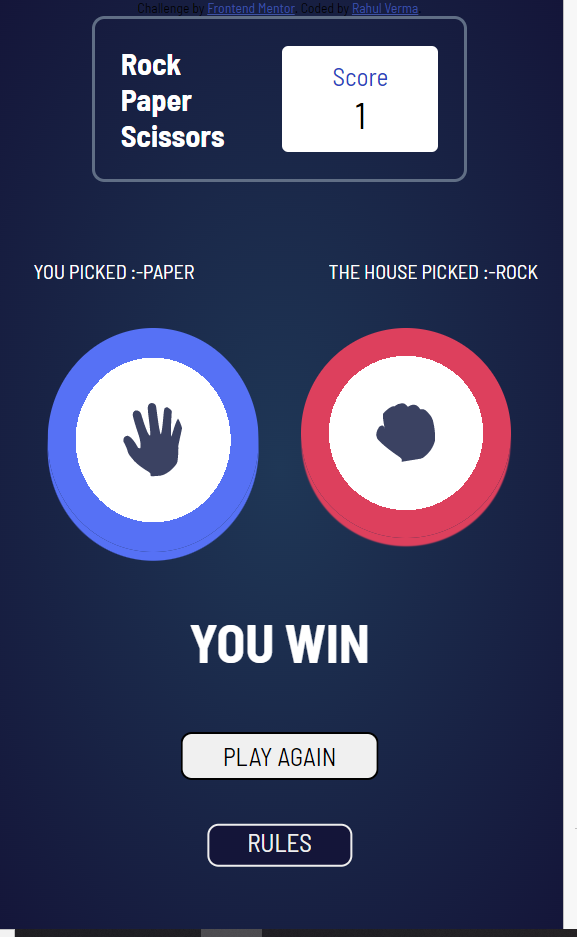 Challenge by Frontend Mentor. Coded by Rahul Verma.
Rock
Paper
Scissors
Score
1
YOU PICKED :-PAPER
THE HOUSE PICKED :-ROCK
YOU WIN
PLAY AGAIN
RULES